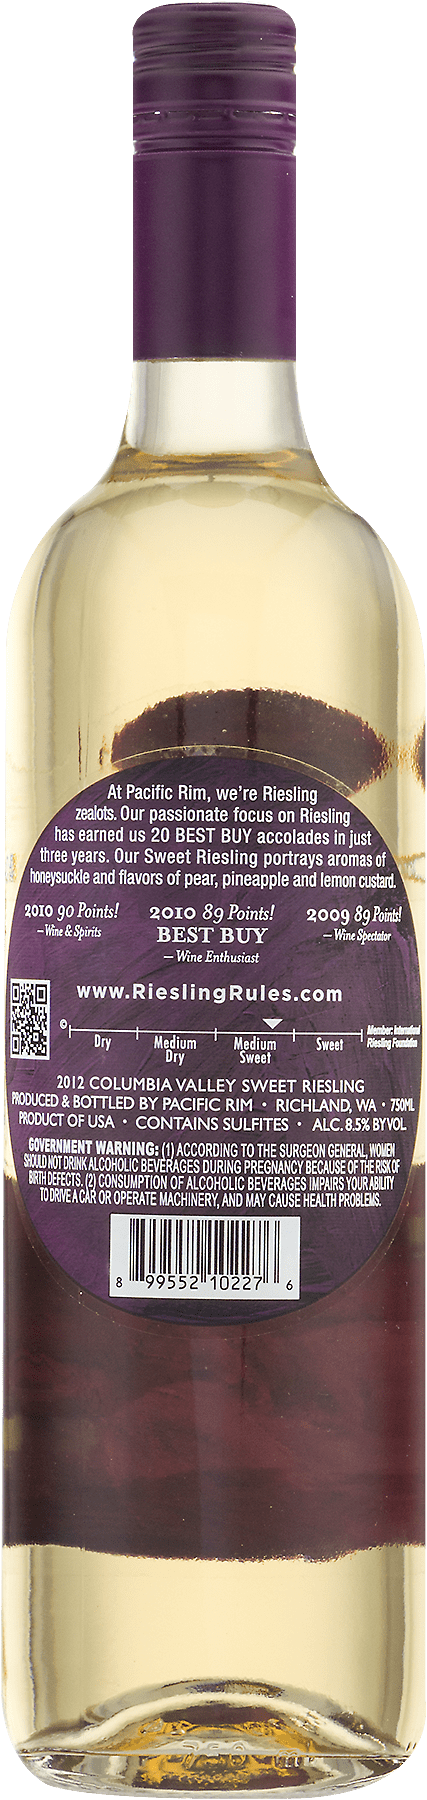 At Pacific Rim, we're Riesling
zealots. Our passionate focus on Riesling
has earned us 20 BEST BUY accolades in just
three years. Our Sweet Riesling portrays aromas of
honeysuckle and flavors of pear, pineapple and lemon custard.
2010 90 Points! 2010 89 Points! 2009 89 Points!
—Wine & Spirits BEST BUY —Wine Spectator
—Wine Enthusiast
www.RieslingRules.com
© Dry Medium Dry Medium Sweet Sweet Member: International Riesling Foundation
2012 COLUMBIA VALLEY SWEET RIESLING
PRODUCED & BOTTLED BY PACIFIC RIM • RICHLAND, WA • 750ML
PRODUCT OF USA • CONTAINS SULFITES • ALC. 8.5% BY VOL.
GOVERNMENT WARNING: (1) ACCORDING TO THE SURGEON GENERAL, WOMEN
SHOULD NOT DRINK ALCOHOLIC BEVERAGES DURING PREGNANCY BECAUSE OF THE RISK OF
BIRTH DEFECTS. (2) CONSUMPTION OF ALCOHOLIC BEVERAGES IMPAIRS YOUR ABILITY
TO DRIVE A CAR OR OPERATE MACHINERY, AND MAY CAUSE HEALTH PROBLEMS.
8 99552 10227 6